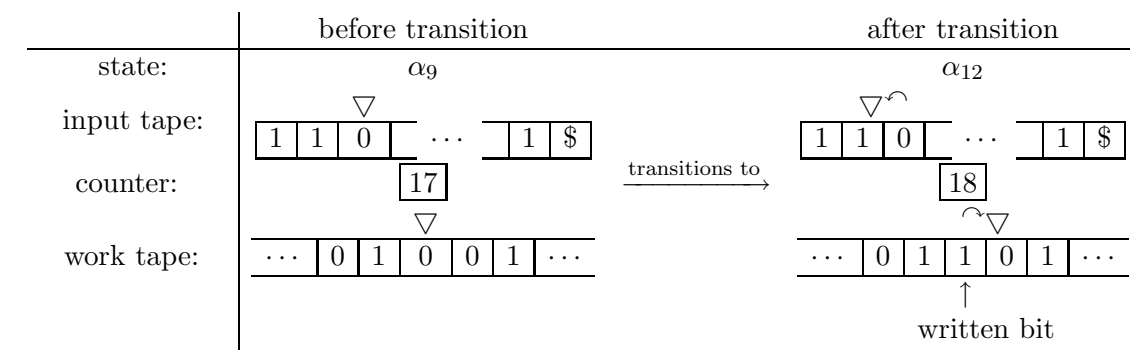 before transition after transition
state: α₉ α₁₂
input tape: 1 1 0 ⋯ 1 $ 1 1 0 ⋯ 1 $
counter: 17 transitions to 18
work tape: ⋯ 0 1 0 0 1 ⋯ ⋯ 0 1 1 0 1 ⋯
↑
written bit